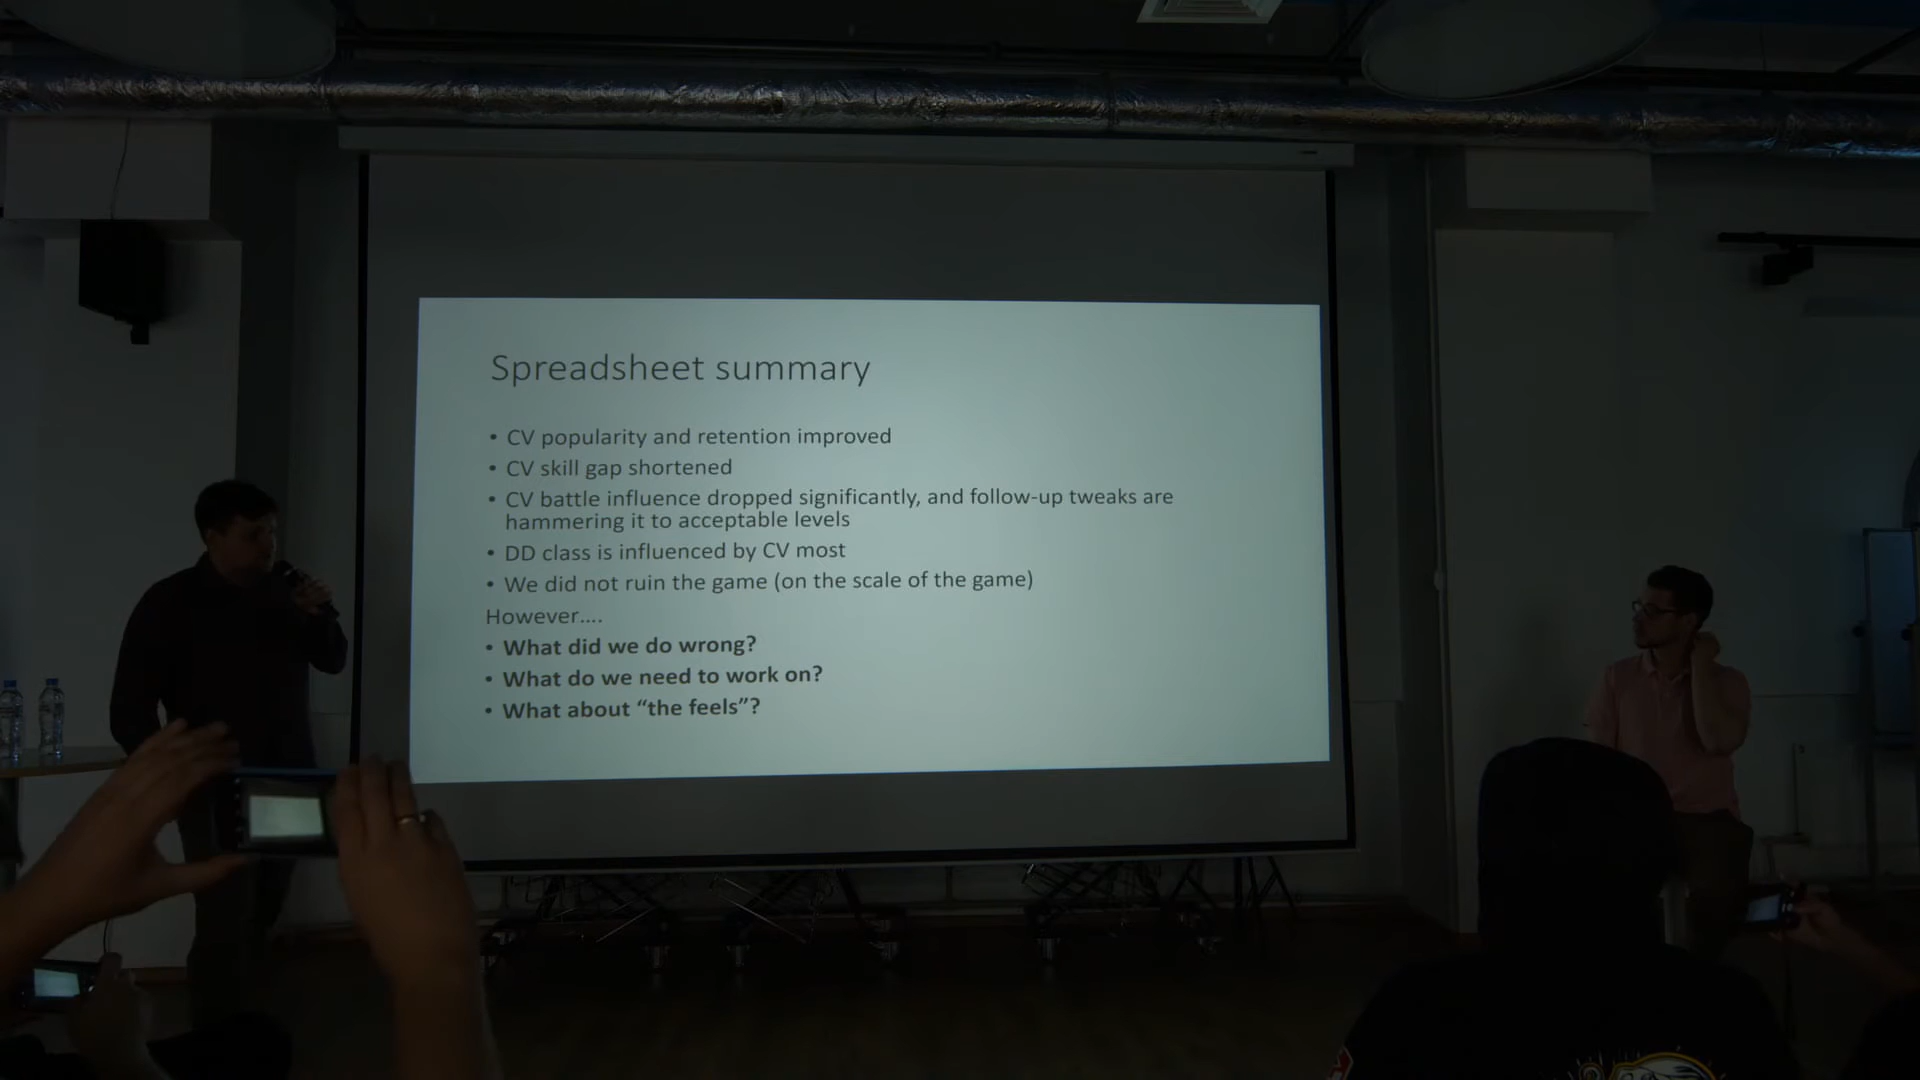 Spreadsheet summary
• CV popularity and retention improved
• CV skill gap shortened
• CV battle influence dropped significantly, and follow-up tweaks are
hammering it to acceptable levels
• DD class is influenced by CV most
• We did not ruin the game (on the scale of the game)
However....
• What did we do wrong?
• What do we need to work on?
• What about “the feels”?